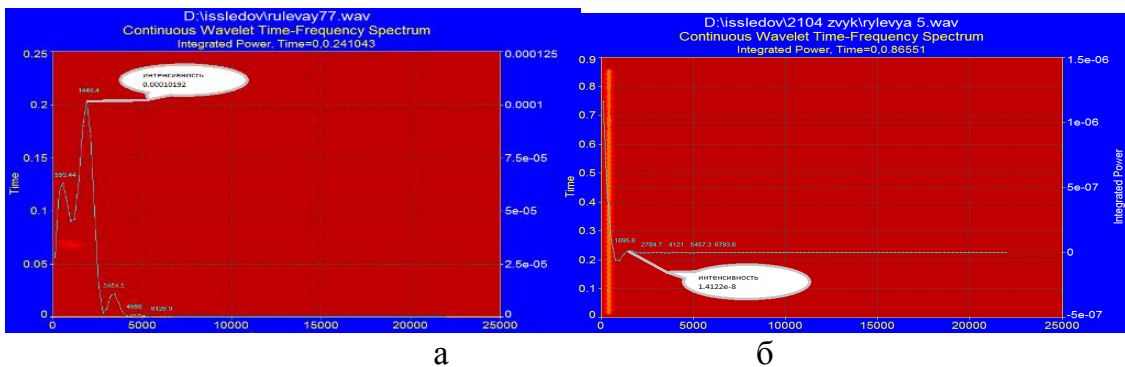 D:\issledov\rulevay77.wav
Continuous Wavelet Time-Frequency Spectrum
Integrated Power, Time=0,0.241043
0.25
0.2
0.15
0.1
0.05
0
Time
0.000125
0.0001
7.5e-05
5e-05
2.5e-05
0
интенсивность
0.00010192
1448.4
3454.5
4568
0
5000
10000
15000
20000
25000
а
D:\issledov\2104 zvyk\rylevya 5.wav
Continuous Wavelet Time-Frequency Spectrum
Integrated Power, Time=0,0.86551
0.9
0.8
0.7
0.6
0.5
0.4
0.3
0.2
0.1
0
Time
1.5e-06
1e-06
5e-07
0
-5e-07
Integrated Power
2784.7 4121 5457.3 6793.6
интенсивность
1.4122e-8
0
5000
10000
15000
20000
25000
б